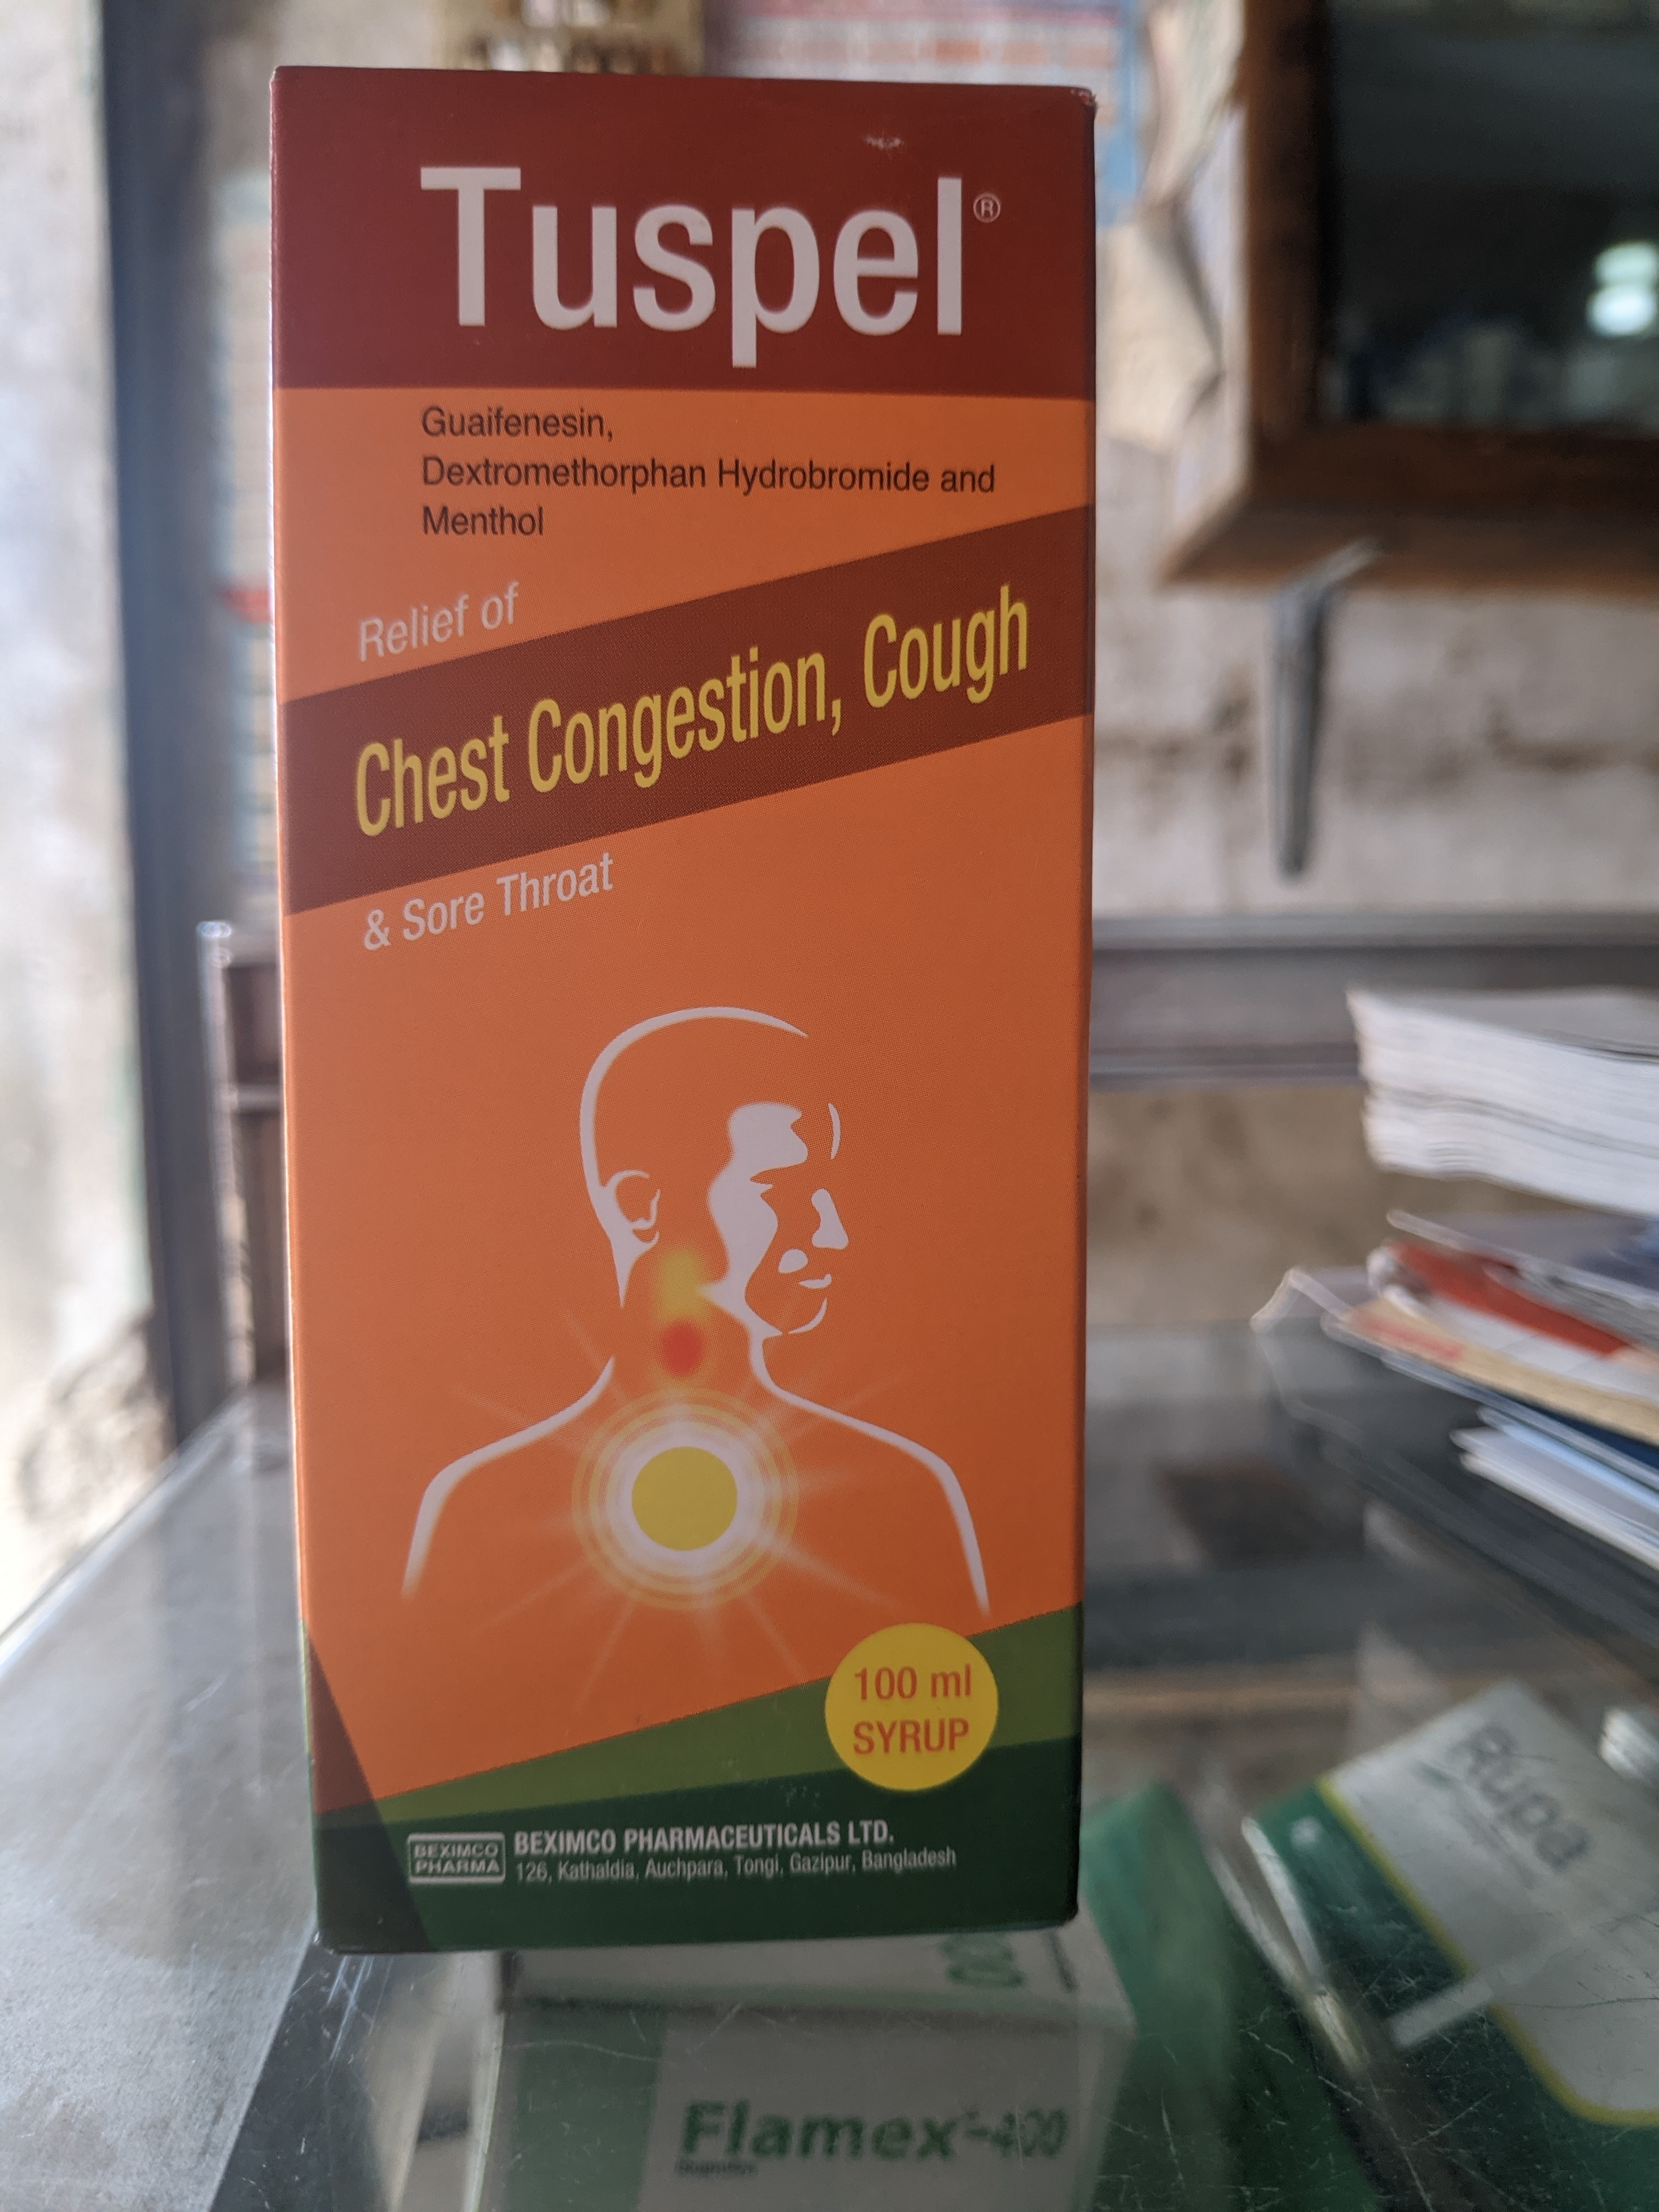 Tuspel®
Guaifenesin,
Dextromethorphan Hydrobromide and
Menthol
Relief of
Chest Congestion, Cough
& Sore Throat
100 ml
SYRUP
BEXIMCO
PHARMA
BEXIMCO PHARMACEUTICALS LTD.
126, Kathaldia, Auchpara, Tongi, Gazipur, Bangladesh
Rupa
Flamex-400